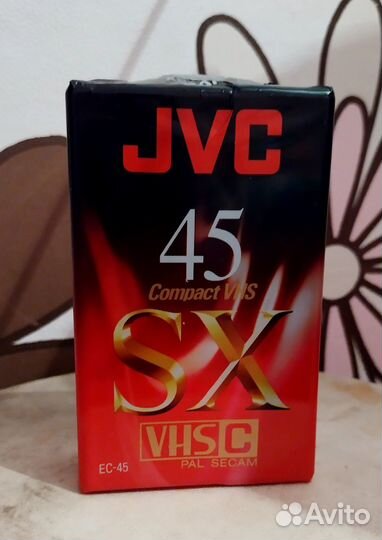 JVC
45
Compact VHS
SX
VHS C
PAL SECAM
EC-45
Avito